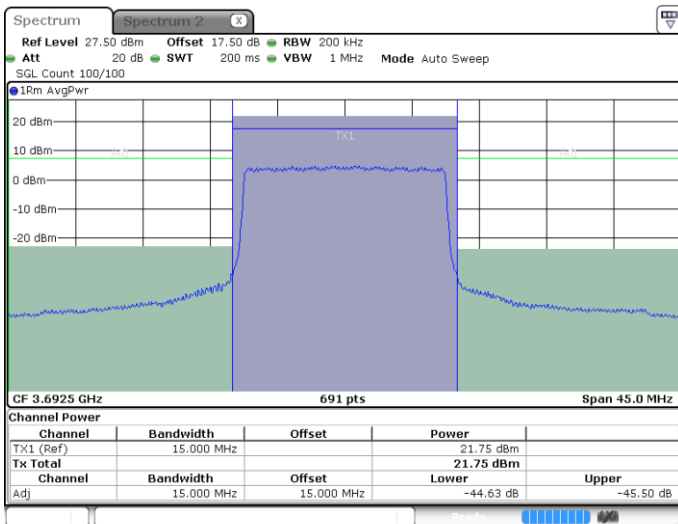 Spectrum Spectrum 2 X
Ref Level 27.50 dBm Offset 17.50 dB RBW 200 kHz
Att 20 dB SWT 200 ms VBW 1 MHz Mode Auto Sweep
SGL Count 100/100
1Rm AvgPwr
20 dBm
TX1
10 dBm
Adj Adj
0 dBm
-10 dBm
-20 dBm
CF 3.6925 GHz 691 pts Span 45.0 MHz
Channel Power
Channel Bandwidth Offset Power
TX1 (Ref) 15.000 MHz 21.75 dBm
Tx Total 21.75 dBm
Channel Bandwidth Offset Lower Upper
Adj 15.000 MHz 15.000 MHz -44.63 dB -45.50 dB
Ready